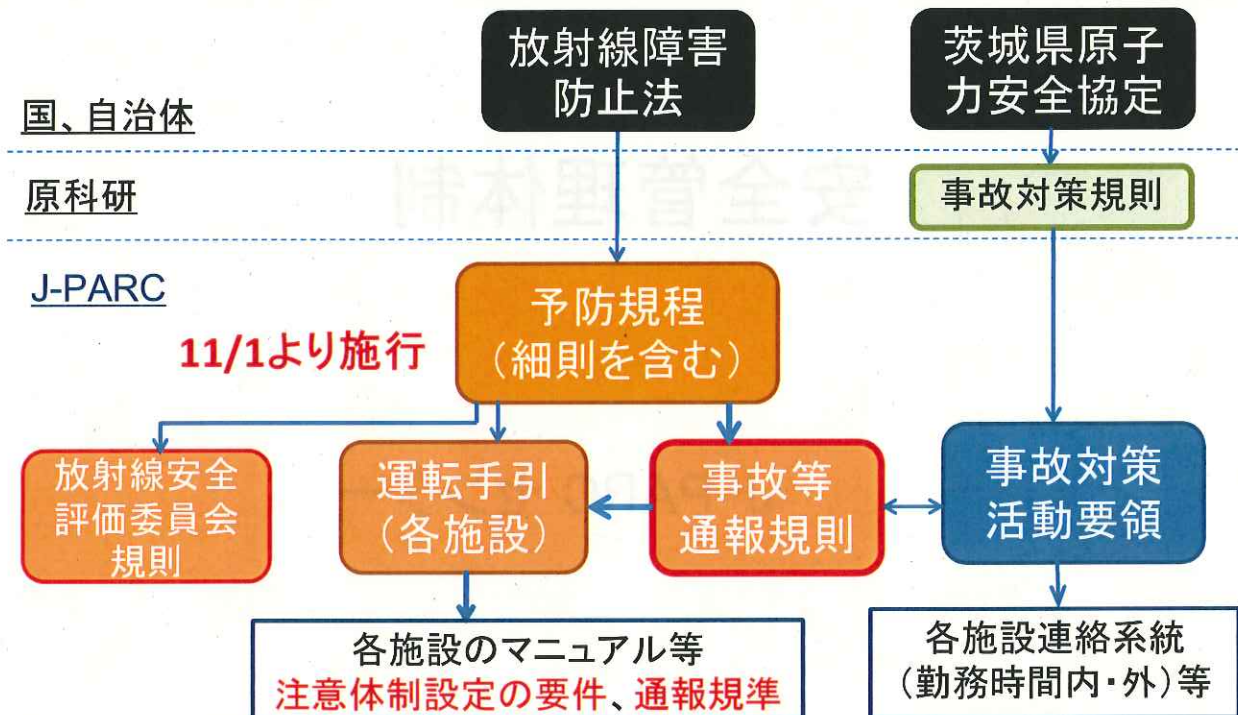 放射線障害
防止法
茨城県原子
力安全協定
国、自治体
原科研
事故対策規則
J-PARC
予防規程
(細則を含む)
11/1より施行
放射線安全
評価委員会
規則
運転手引
(各施設)
事故等
通報規則
事故対策
活動要領
各施設のマニュアル等
注意体制設定の要件、通報規準
各施設連絡系統
(勤務時間内・外)等